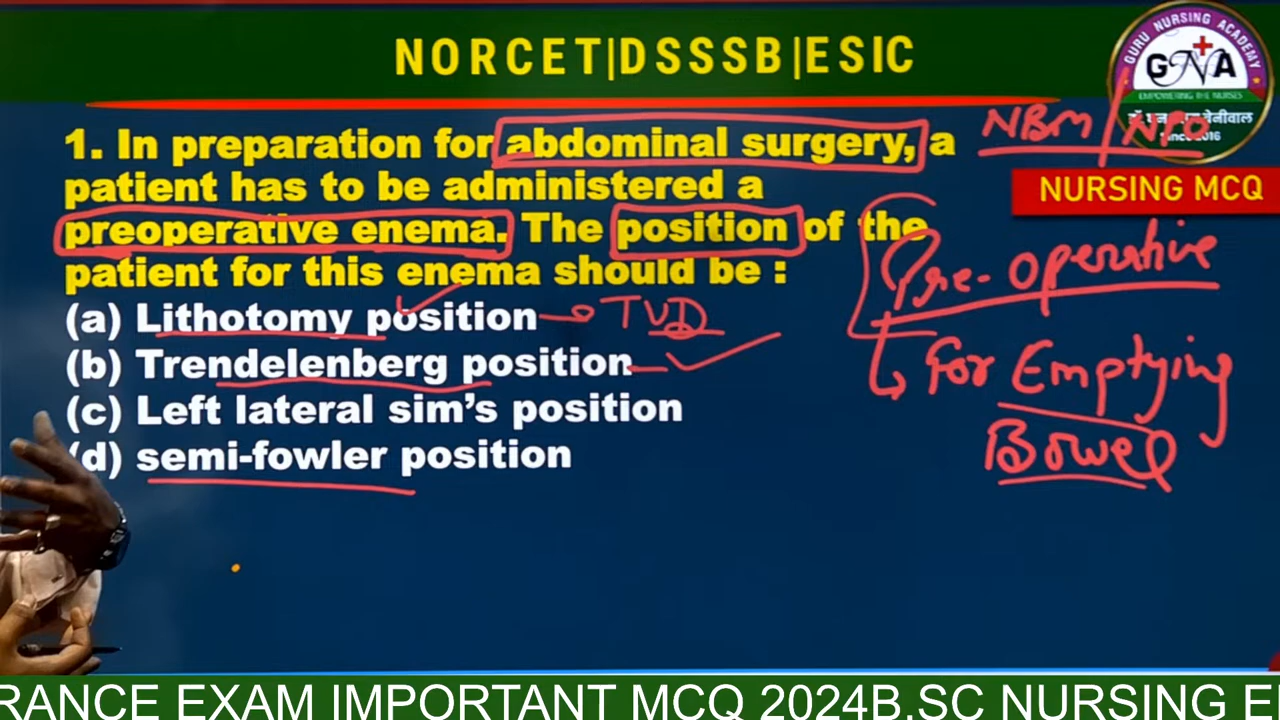 NORCET|DSSSB|ESIC
GURU NURSING ACADEMY
GNA
EMPOWERING THE NURSES
1. In preparation for abdominal surgery, a
NBM/NPO
patient has to be administered a
NURSING MCQ
preoperative enema. The position of the
Pre-Operative
patient for this enema should be :
(a) Lithotomy position
TVD
(b) Trendelenberg position
For Emptying
(c) Left lateral sim's position
Bowel
(d) semi-fowler position
RANCE EXAM IMPORTANT MCQ 2024B.SC NURSING E